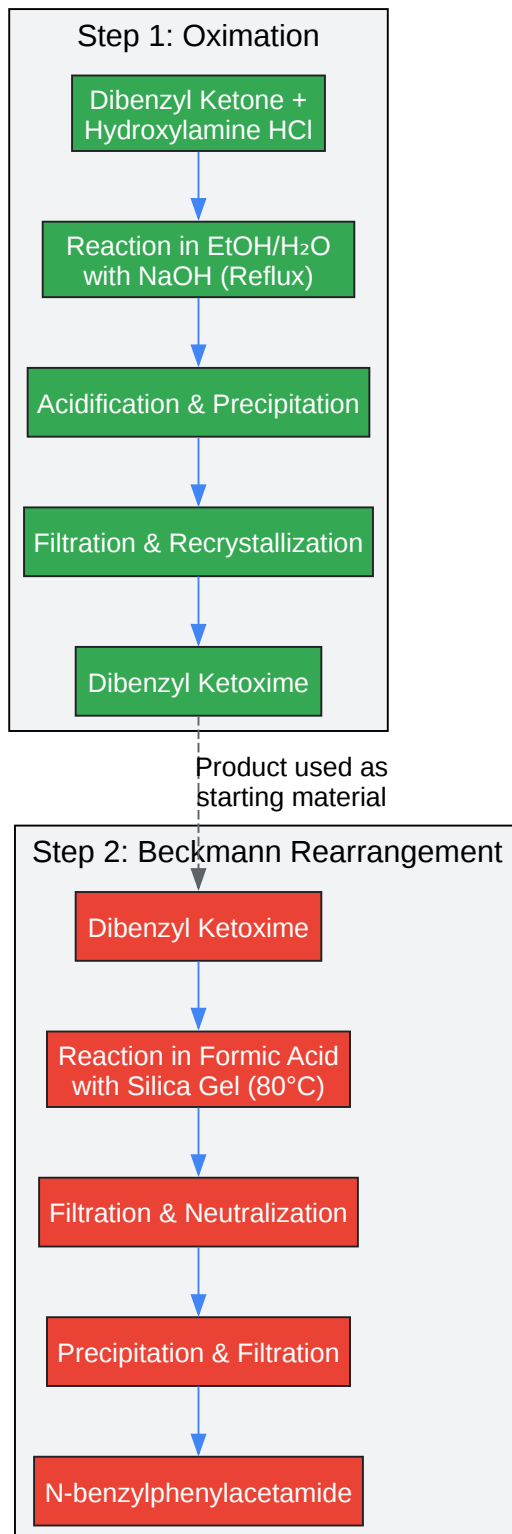 Step 1: Oximation
Dibenzyl Ketone +
Hydroxylamine HCl
Reaction in EtOH/H₂O
with NaOH (Reflux)
Acidification & Precipitation
Filtration & Recrystallization
Dibenzyl Ketoxime
Product used as
starting material
Step 2: Beckmann Rearrangement
Dibenzyl Ketoxime
Reaction in Formic Acid
with Silica Gel (80°C)
Filtration & Neutralization
Precipitation & Filtration
N-benzylphenylacetamide